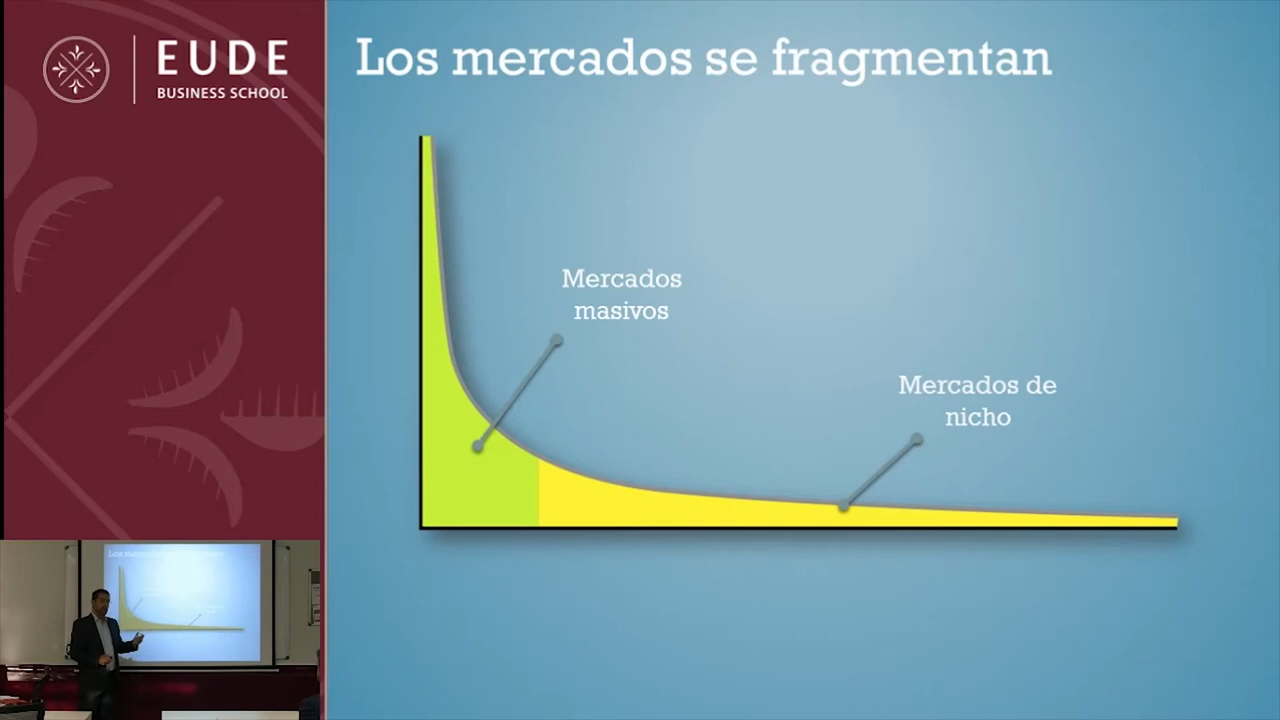 EUDE
BUSINESS SCHOOL
Los mercados se fragmentan
Mercados
masivos
Mercados de
nicho